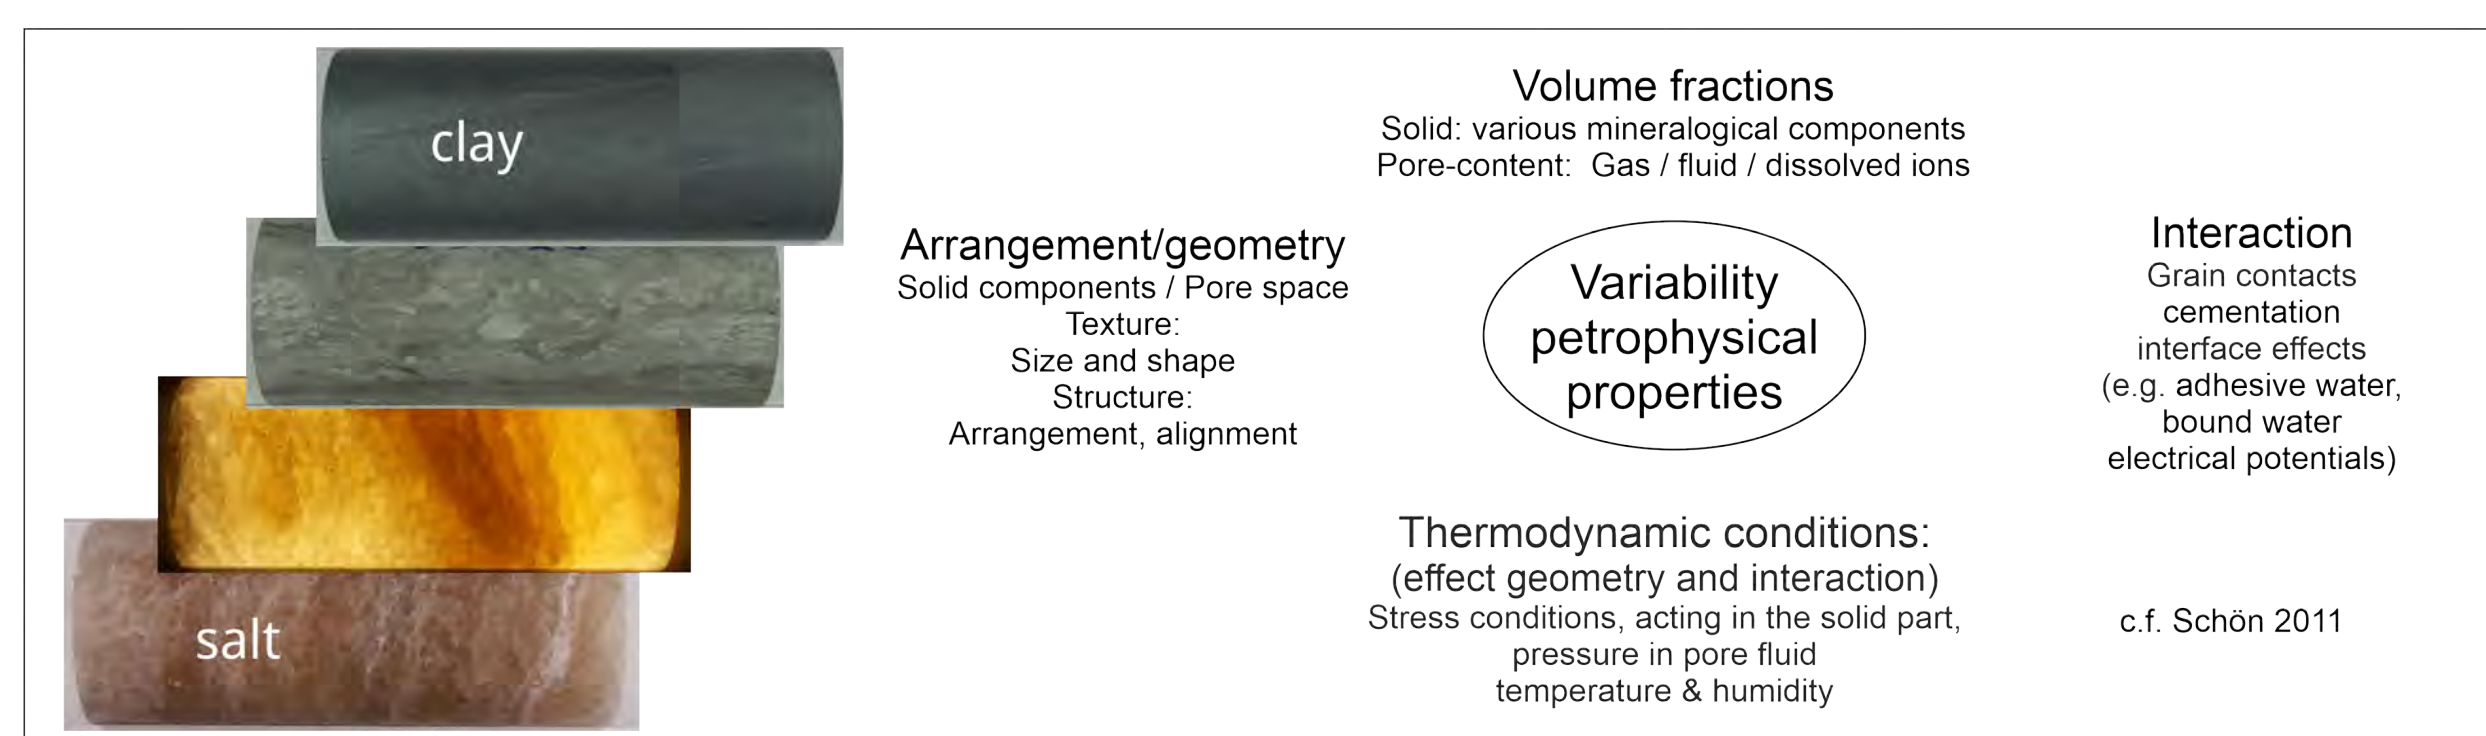 clay
salt
Arrangement/geometry
Solid components / Pore space
Texture:
Size and shape
Structure:
Arrangement, alignment
Volume fractions
Solid: various mineralogical components
Pore-content:  Gas / fluid / dissolved ions
Variability
petrophysical
properties
Thermodynamic conditions:
(effect geometry and interaction)
Stress conditions, acting in the solid part,
pressure in pore fluid
temperature & humidity
Interaction
Grain contacts
cementation
interface effects
(e.g. adhesive water,
bound water
electrical potentials)
c.f. Schön 2011